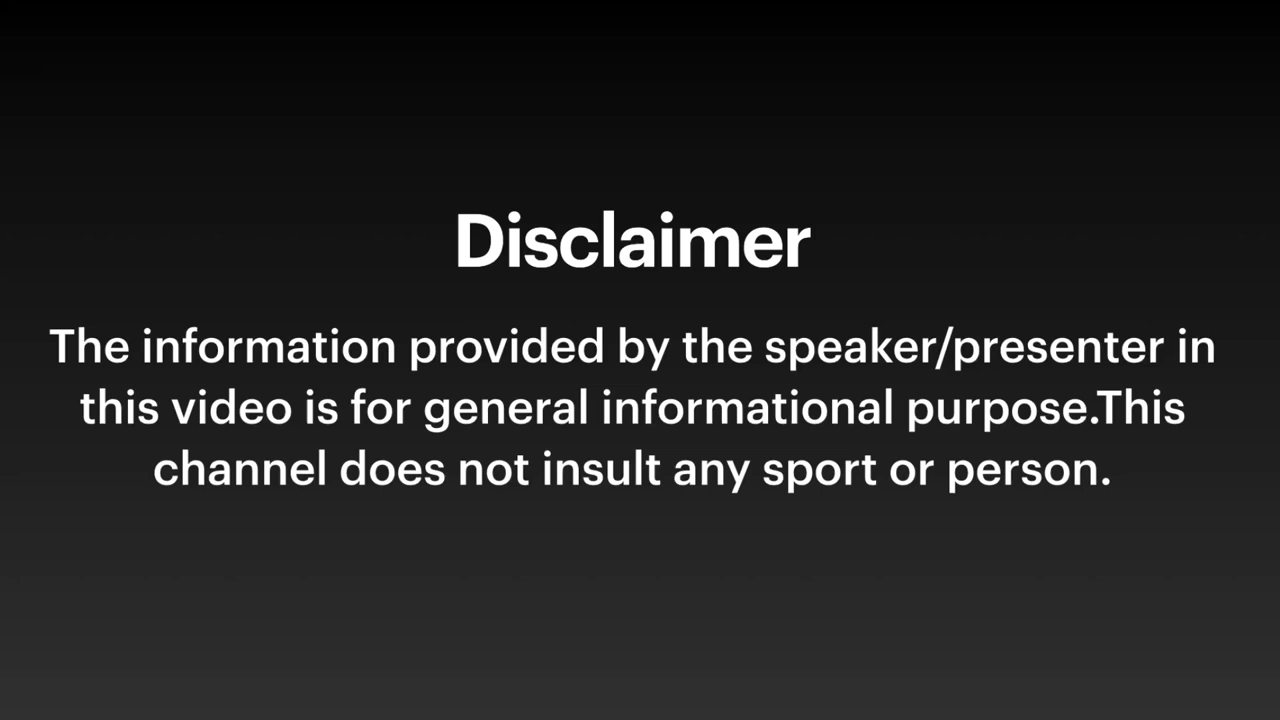 Disclaimer
The information provided by the speaker/presenter in
this video is for general informational purpose.This
channel does not insult any sport or person.